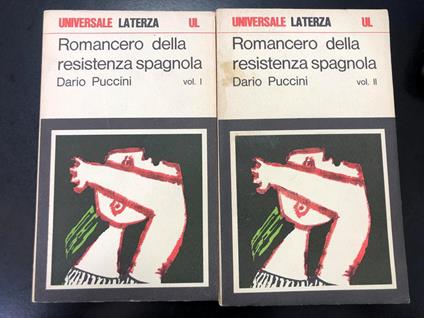 UNIVERSALE LATERZA UL
Romancero della
resistenza spagnola
Dario Puccini vol. I
UNIVERSALE LATERZA UL
Romancero della
resistenza spagnola
Dario Puccini vol. II